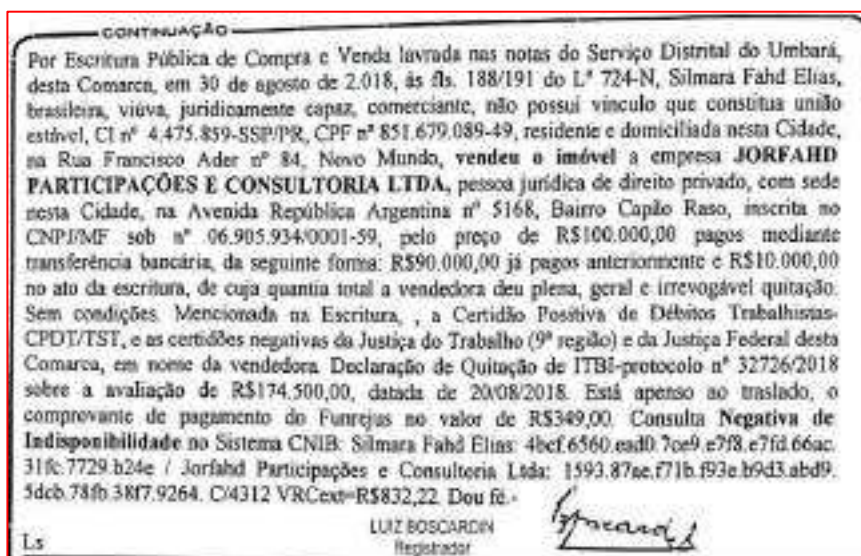 CONTINUAÇÃO
Por Escritura Pública de Compra e Venda lavrada nas notas do Serviço Distrital do Umbará,
desta Comarca, em 30 de agosto de 2.018, às fls. 188/191 do Lº 724-N, Silmara Fahd Elias,
brasileira, viúva, juridicamente capaz, comerciante, não possui vínculo que constitua união
estável, CI nº 4.475.859-SSP/PR, CPF nº 851.679.089-49, residente e domiciliada nesta Cidade,
na Rua Francisco Ader nº 84, Novo Mundo, vendeu o imóvel a empresa JORFAHD
PARTICIPAÇÕES E CONSULTORIA LTDA, pessoa jurídica de direito privado, com sede
nesta Cidade, na Avenida República Argentina nº 5168, Bairro Capão Raso, inscrita no
CNPJ/MF sob nº 06.905.934/0001-59, pelo preço de R$100.000,00 pagos mediante
transferência bancária, da seguinte forma: R$90.000,00 já pagos anteriormente e R$10.000,00
no ato da escritura, de cuja quantia total a vendedora deu plena, geral e irrevogável quitação.
Sem condições. Mencionada na Escritura, , a Certidão Positiva de Débitos Trabalhistas-
CPDT/TST, e as certidões negativas da Justiça do Trabalho (9ª região) e da Justiça Federal desta
Comarca, em nome da vendedora. Declaração de Quitação de ITBI-protocolo nº 32726/2018
sobre a avaliação de R$174.500,00, datada de 20/08/2018. Está apenso ao traslado, o
comprovante de pagamento do Funrejus no valor de R$349,00. Consulta Negativa de
Indisponibilidade no Sistema CNIB: Silmara Fahd Elias: 4bcf.6560.ead0.7ce9.e7f8.e7fd.66ac.
31fc.7729.b24e / Jorfahd Participações e Consultoria Ltda: 1593.87ae.f71b.f93e.b9d3.abd9.
5dcb.78fb.38f7.9264. C/4312 VRCext=R$832,22. Dou fé.-
LUIZ BOSCARDIN
Ls
Registrador